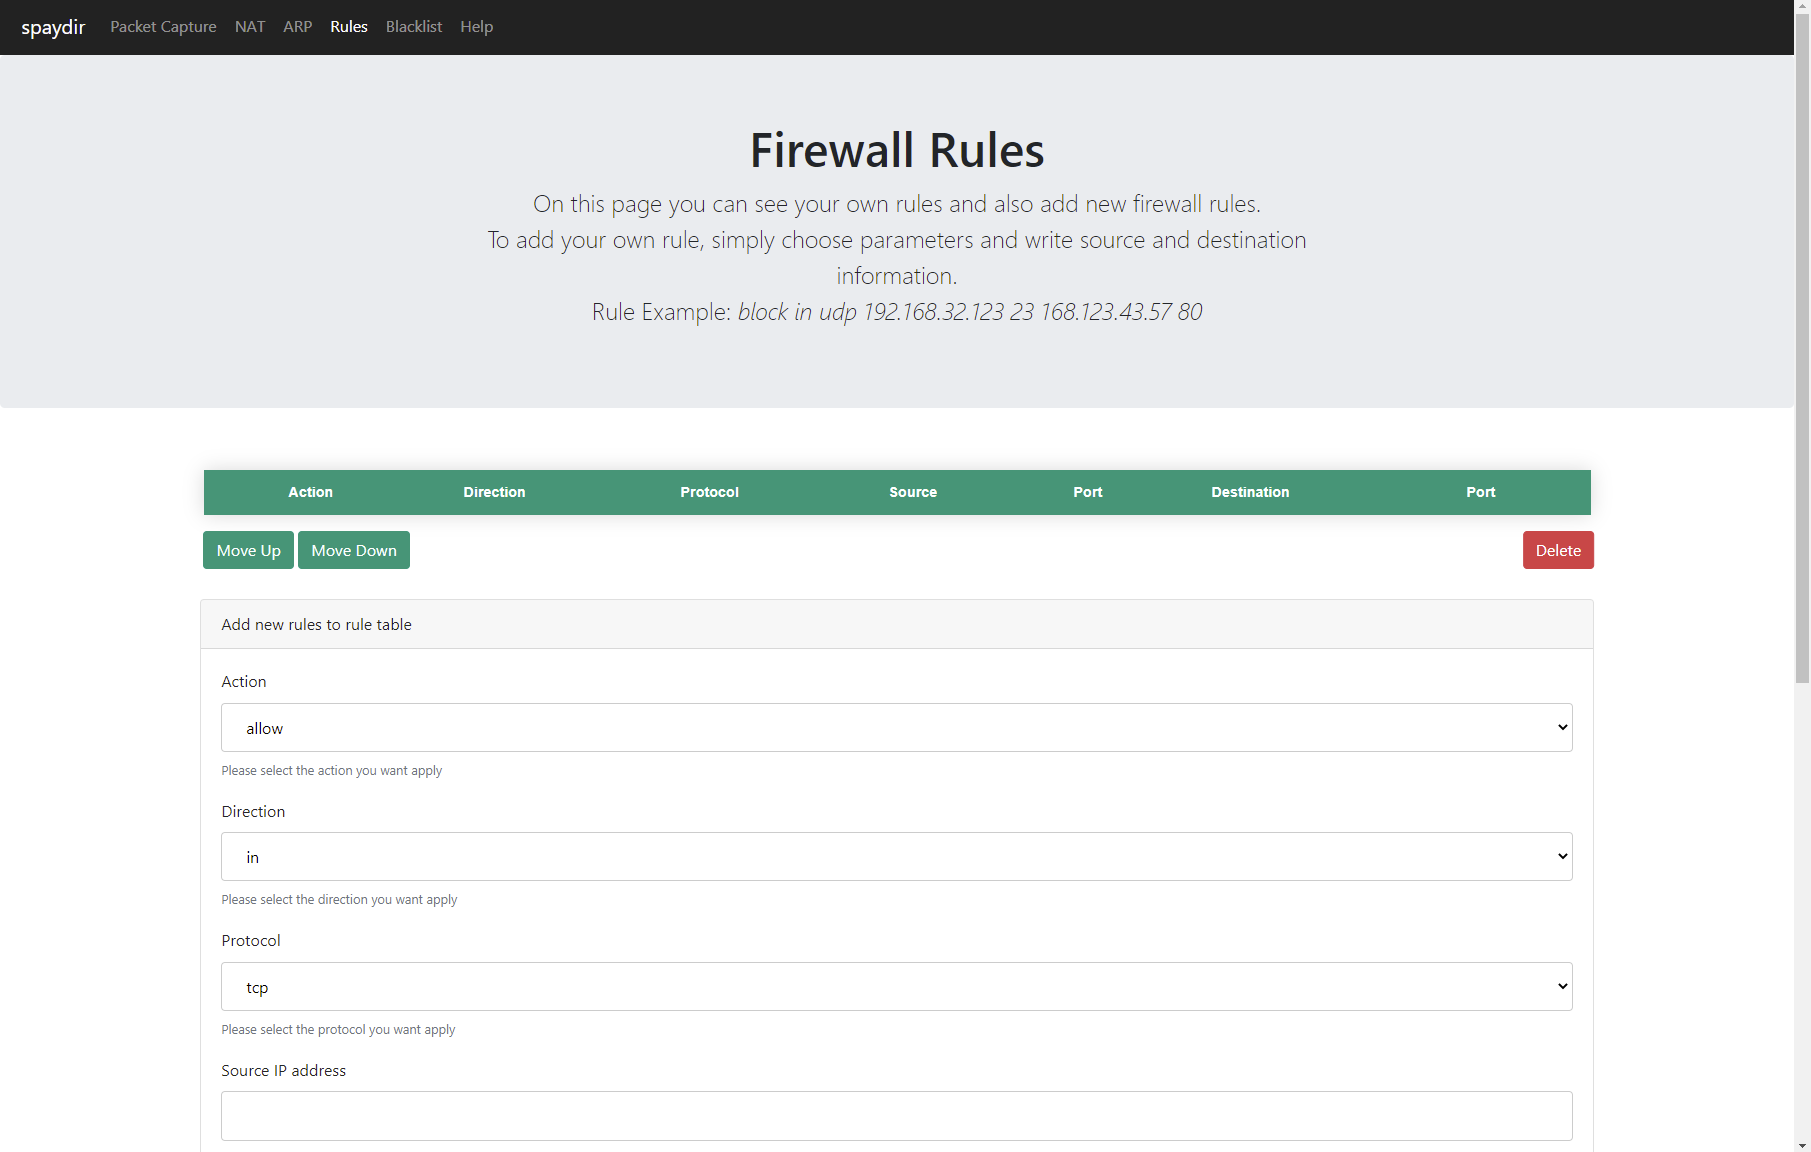 spaydir Packet Capture NAT ARP Rules Blacklist Help
Firewall Rules
On this page you can see your own rules and also add new firewall rules.
To add your own rule, simply choose parameters and write source and destination
information.
Rule Example: block in udp 192.168.32.123 23 168.123.43.57 80
Action Direction Protocol Source Port Destination Port
Move Up Move Down Delete
Add new rules to rule table
Action
allow
Please select the action you want apply
Direction
in
Please select the direction you want apply
Protocol
tcp
Please select the protocol you want apply
Source IP address